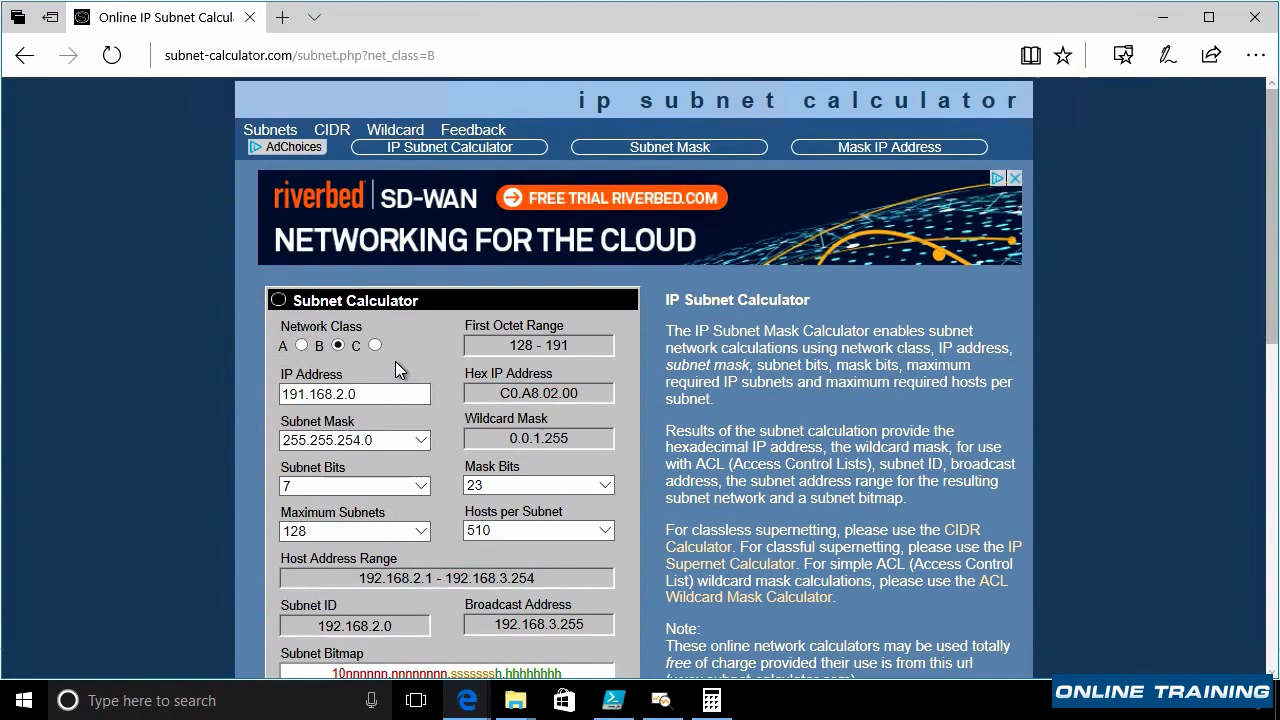 Online IP Subnet Calcul
subnet-calculator.com/subnet.php?net_class=B
ip subnet calculator
Subnets CIDR Wildcard Feedback
AdChoices IP Subnet Calculator Subnet Mask Mask IP Address
riverbed SD-WAN FREE TRIAL RIVERBED.COM
NETWORKING FOR THE CLOUD
Subnet Calculator
Network Class
A B C
First Octet Range
128 - 191
IP Address
191.168.2.0
Hex IP Address
C0.A8.02.00
Subnet Mask
255.255.254.0
Wildcard Mask
0.0.1.255
Subnet Bits
7
Mask Bits
23
Maximum Subnets
128
Hosts per Subnet
510
Host Address Range
192.168.2.1 - 192.168.3.254
Subnet ID
192.168.2.0
Broadcast Address
192.168.3.255
Subnet Bitmap
10nnnnnn.nnnnnnnn.sssssssh.hhhhhhhh
IP Subnet Calculator
The IP Subnet Mask Calculator enables subnet
network calculations using network class, IP address,
subnet mask, subnet bits, mask bits, maximum
required IP subnets and maximum required hosts per
subnet.
Results of the subnet calculation provide the
hexadecimal IP address, the wildcard mask, for use
with ACL (Access Control Lists), subnet ID, broadcast
address, the subnet address range for the resulting
subnet network and a subnet bitmap.
For classless supernetting, please use the CIDR
Calculator. For classful supernetting, please use the IP
Supernet Calculator. For simple ACL (Access Control
List) wildcard mask calculations, please use the ACL
Wildcard Mask Calculator.
Note:
These online network calculators may be used totally
free of charge provided their use is from this url
(www.subnet-calculator.com).
Type here to search
ONLINE TRAINING